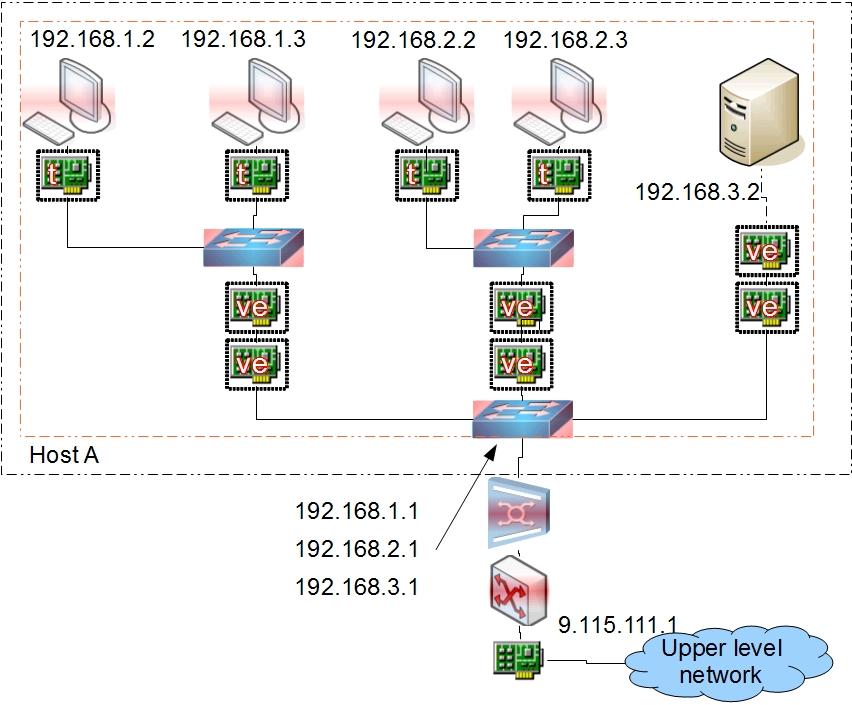 192.168.1.2
192.168.1.3
192.168.2.2
192.168.2.3
t
t
t
t
192.168.3.2
ve
ve
ve
ve
ve
ve
Host A
192.168.1.1
192.168.2.1
192.168.3.1
9.115.111.1
Upper level
network